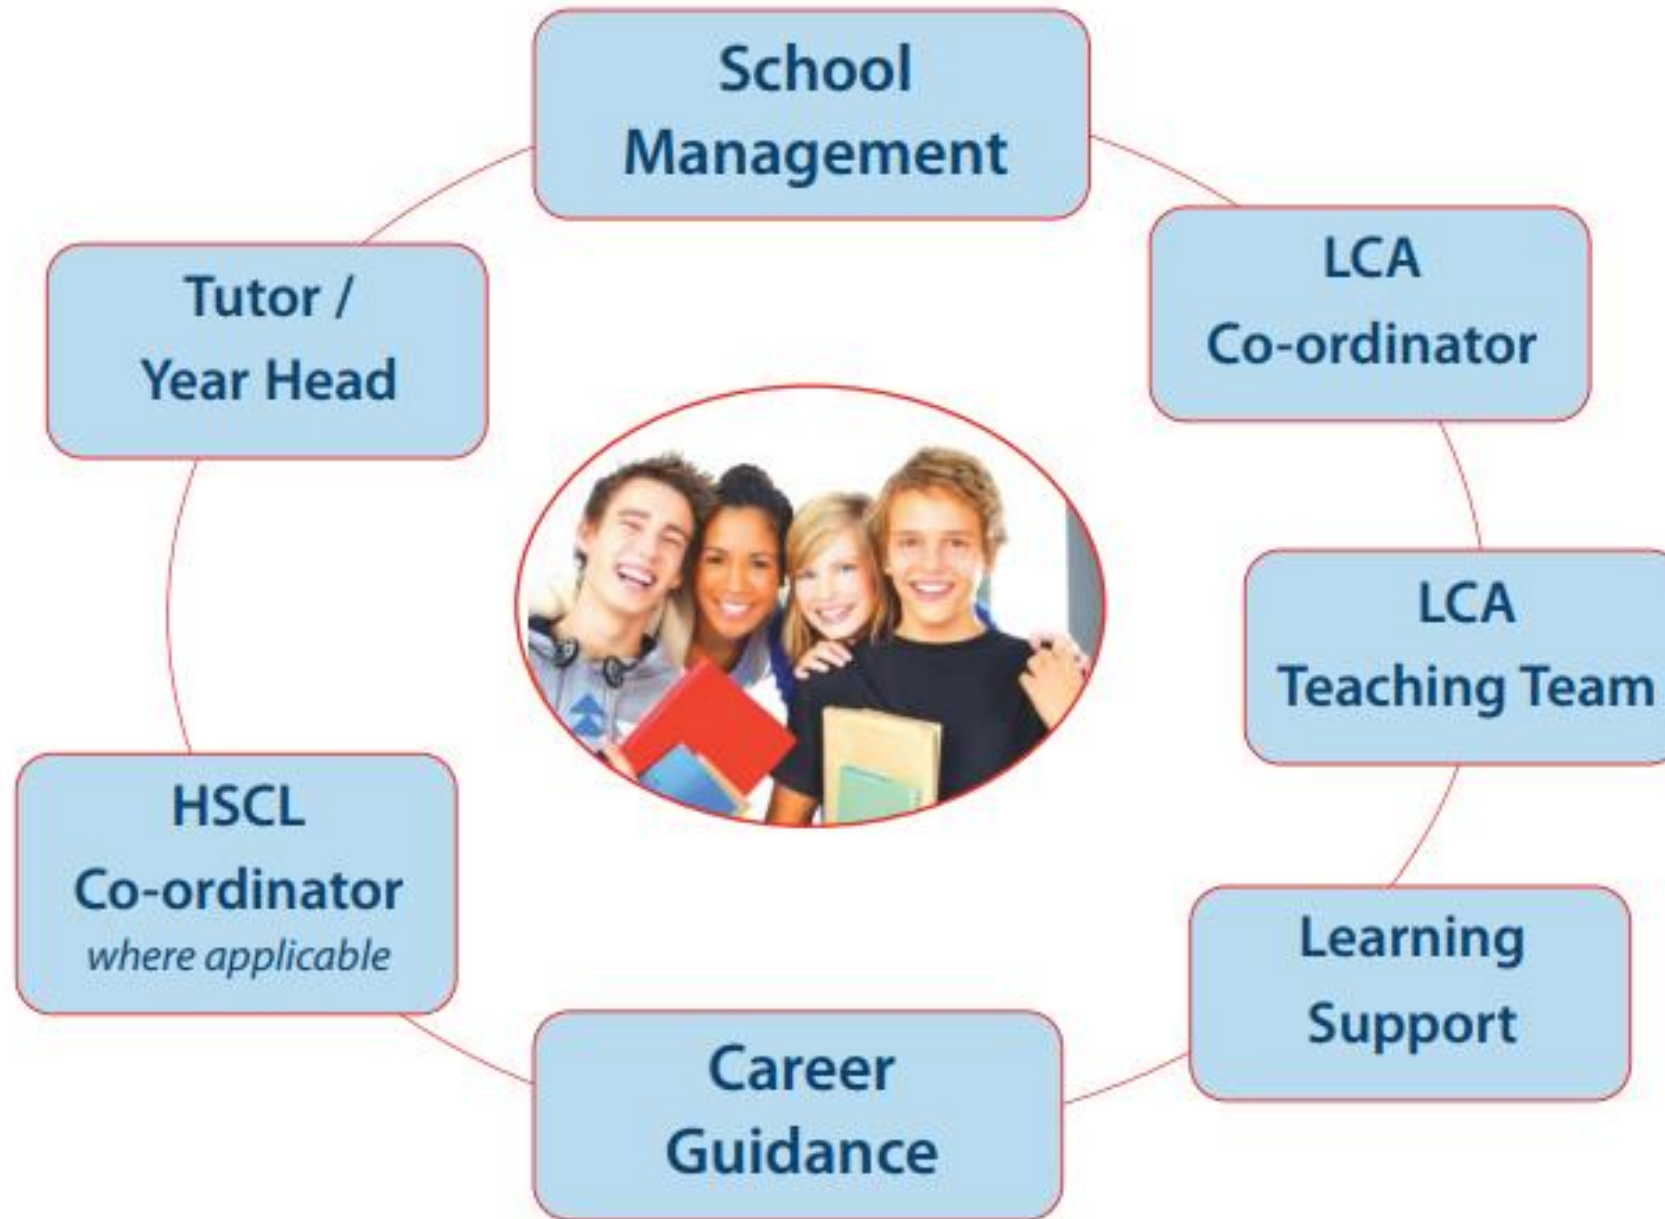 School
Management
LCA
Co-ordinator
LCA
Teaching Team
Learning
Support
Career
Guidance
HSCL
Co-ordinator
where applicable
Tutor /
Year Head